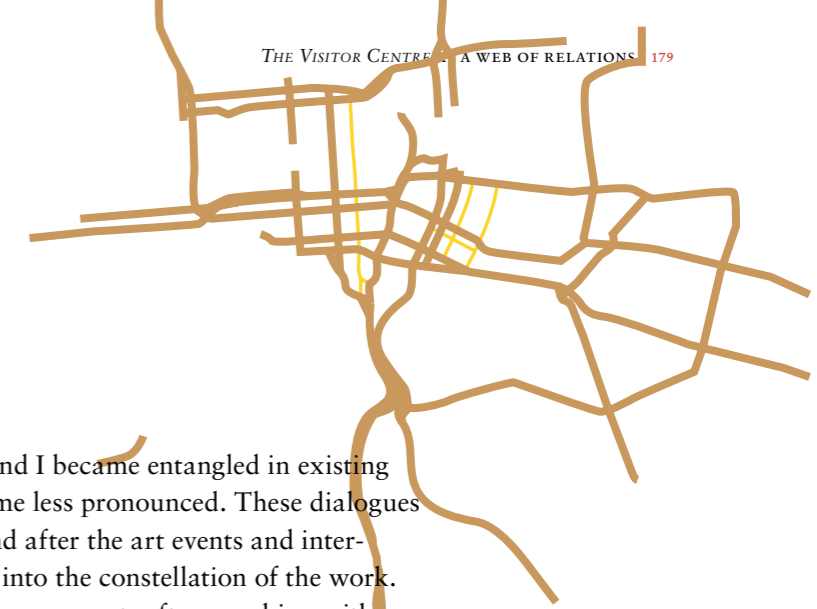 THE VISITOR CENTRE A WEB OF RELATIONS 179
nd I became entangled in existing
me less pronounced. These dialogues
nd after the art events and inter-
into the constellation of the work.